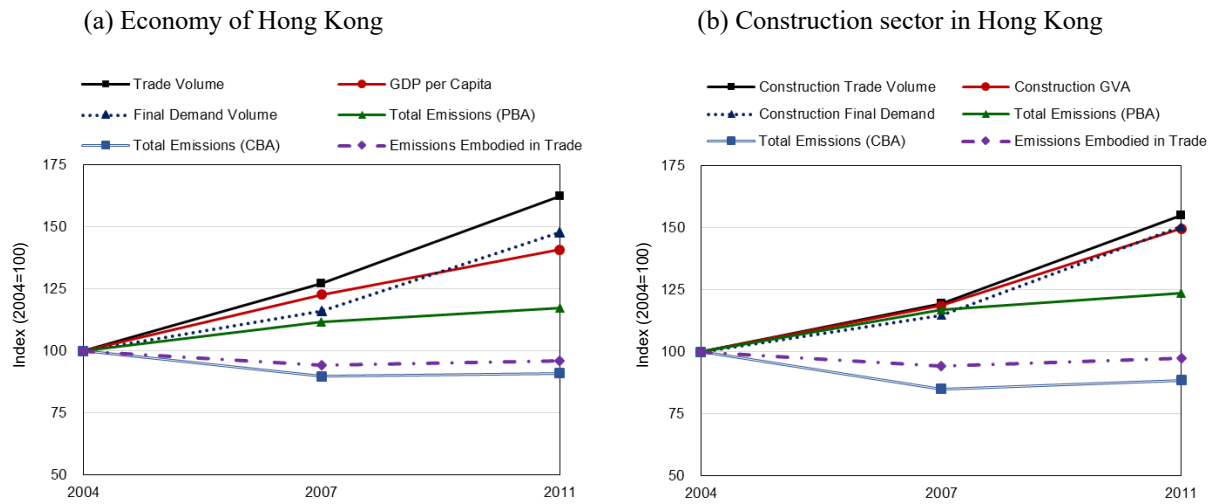 (a) Economy of Hong Kong
Trade Volume
GDP per Capita
Final Demand Volume
Total Emissions (PBA)
Total Emissions (CBA)
Emissions Embodied in Trade
175
150
125
100
75
50
Index (2004=100)
2004
2007
2011
(b) Construction sector in Hong Kong
Construction Trade Volume
Construction GVA
Construction Final Demand
Total Emissions (PBA)
Total Emissions (CBA)
Emissions Embodied in Trade
175
150
125
100
75
50
Index (2004=100)
2004
2007
2011